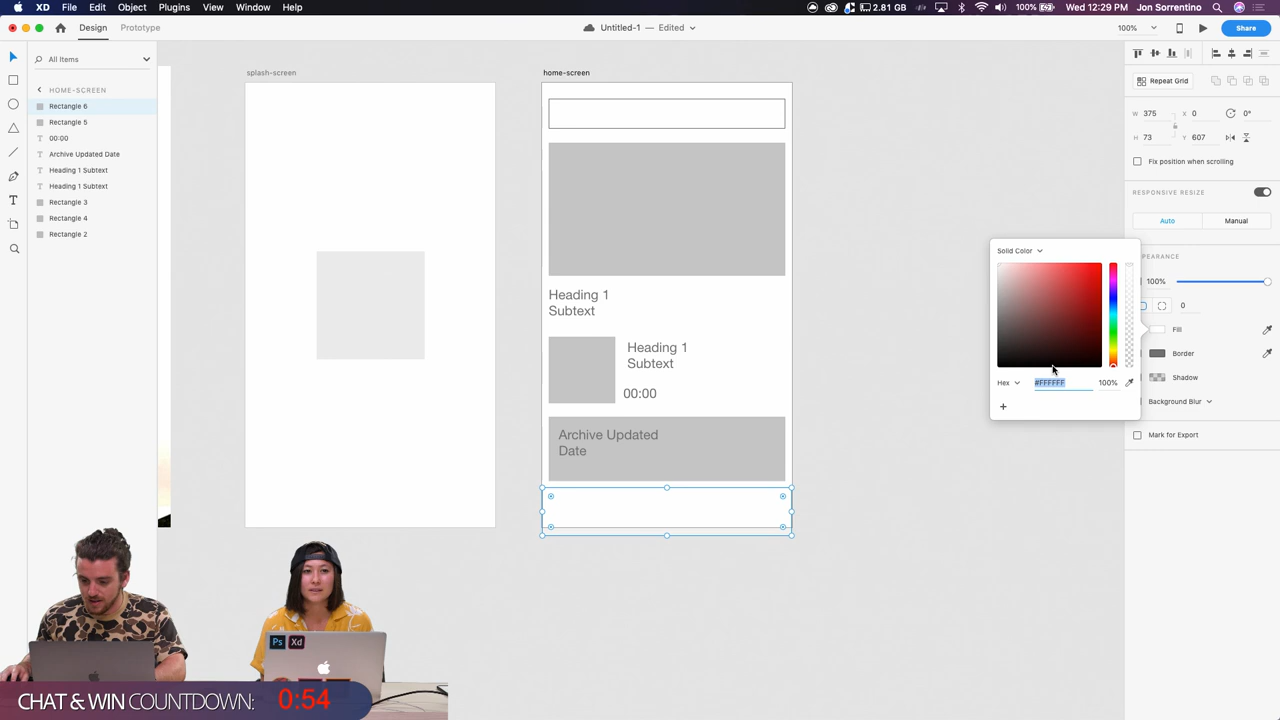 XD File Edit Object Plugins View Window Help
2.81 GB 100% Wed 12:29 PM Jon Sorrentino
Design Prototype
Untitled-1 — Edited
100%
Share
All Items
HOME-SCREEN
Rectangle 6
Rectangle 5
00:00
Archive Updated Date
Heading 1 Subtext
Heading 1 Subtext
Rectangle 3
Rectangle 4
Rectangle 2
splash-screen
home-screen
Heading 1
Subtext
Heading 1
Subtext
00:00
Archive Updated
Date
Solid Color
Hex #FFFFFF 100%
Repeat Grid
W 375 X 0 0°
H 73 Y 607
Fix position when scrolling
RESPONSIVE RESIZE
Auto Manual
PEARANCE
100%
0
Fill
Border
Shadow
Background Blur
Mark for Export
Ps Xd
CHAT & WIN COUNTDOWN: 0:54